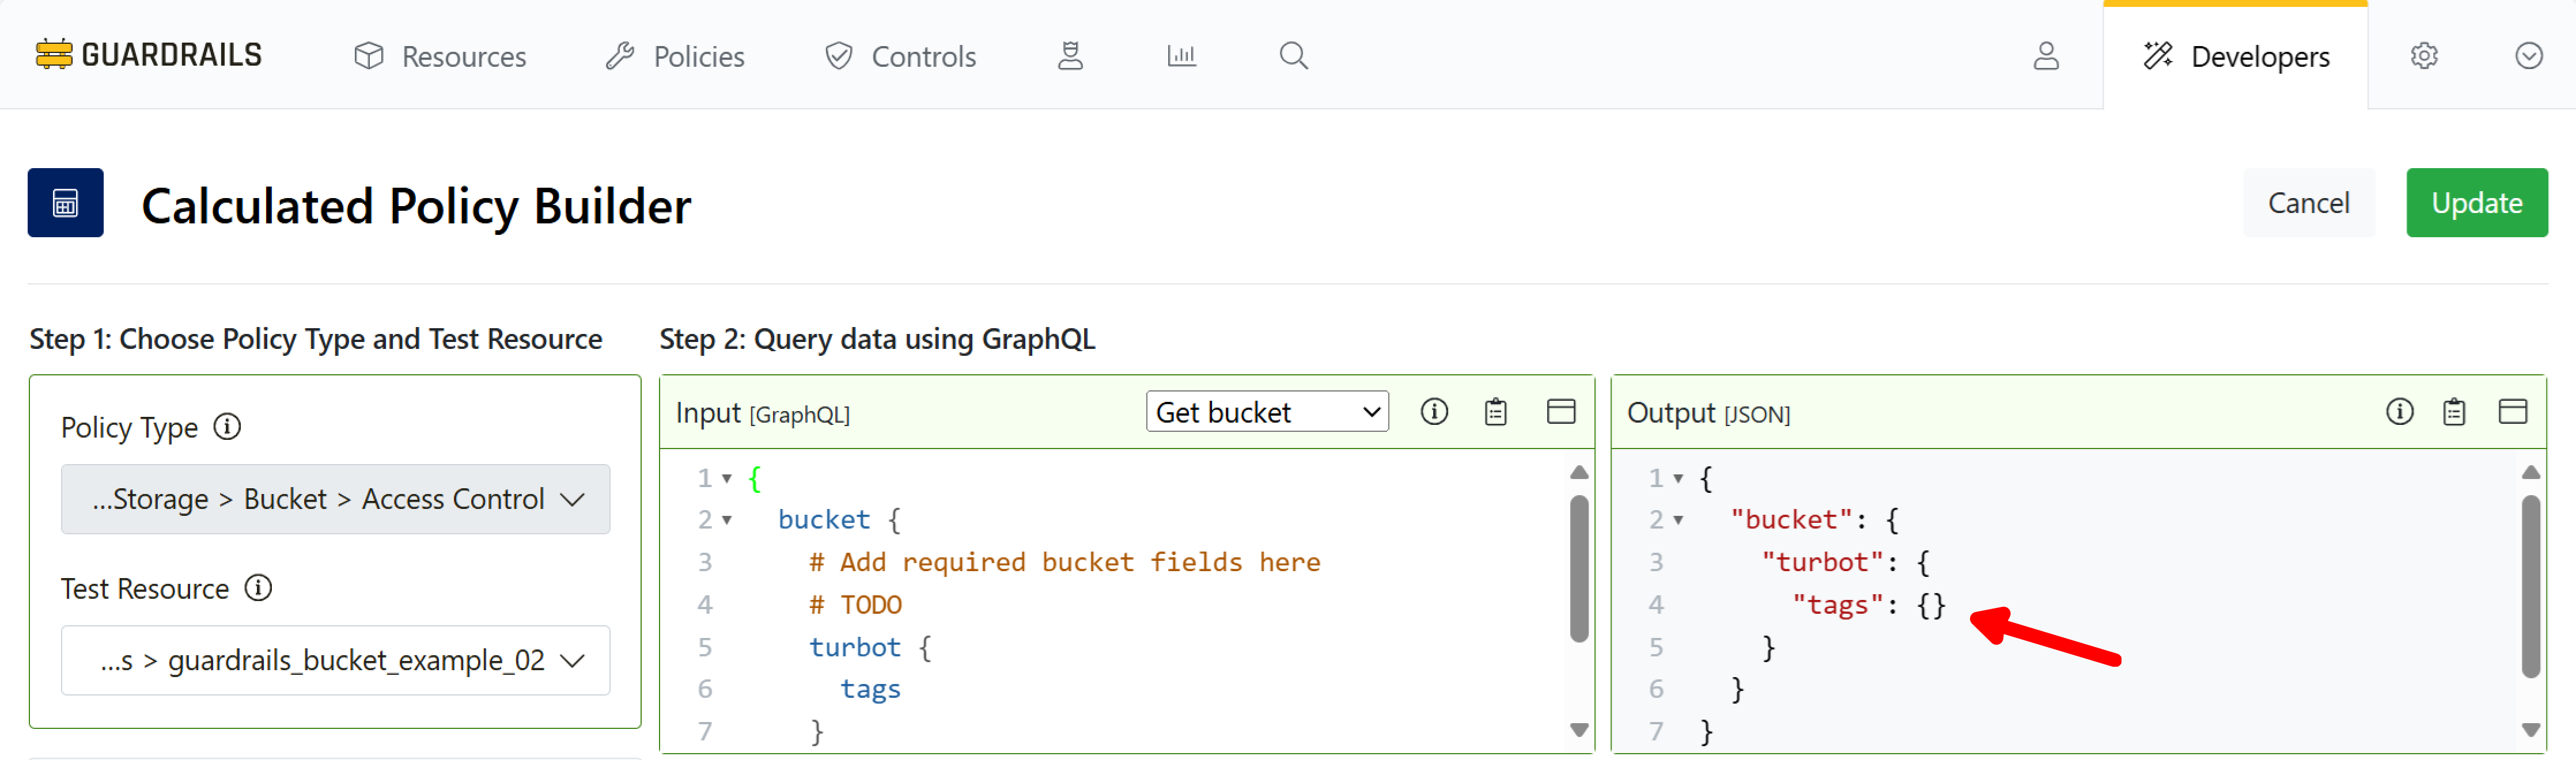 GUARDRAILS Resources Policies Controls Developers
Calculated Policy Builder Cancel Update
Step 1: Choose Policy Type and Test Resource
Policy Type
...Storage > Bucket > Access Control
Test Resource
...s > guardrails_bucket_example_02
Step 2: Query data using GraphQL
Input [GraphQL] Get bucket
1 {
2 bucket {
3 # Add required bucket fields here
4 # TODO
5 turbot {
6 tags
7 }
Output [JSON]
1 {
2 "bucket": {
3 "turbot": {
4 "tags": {}
5 }
6 }
7 }